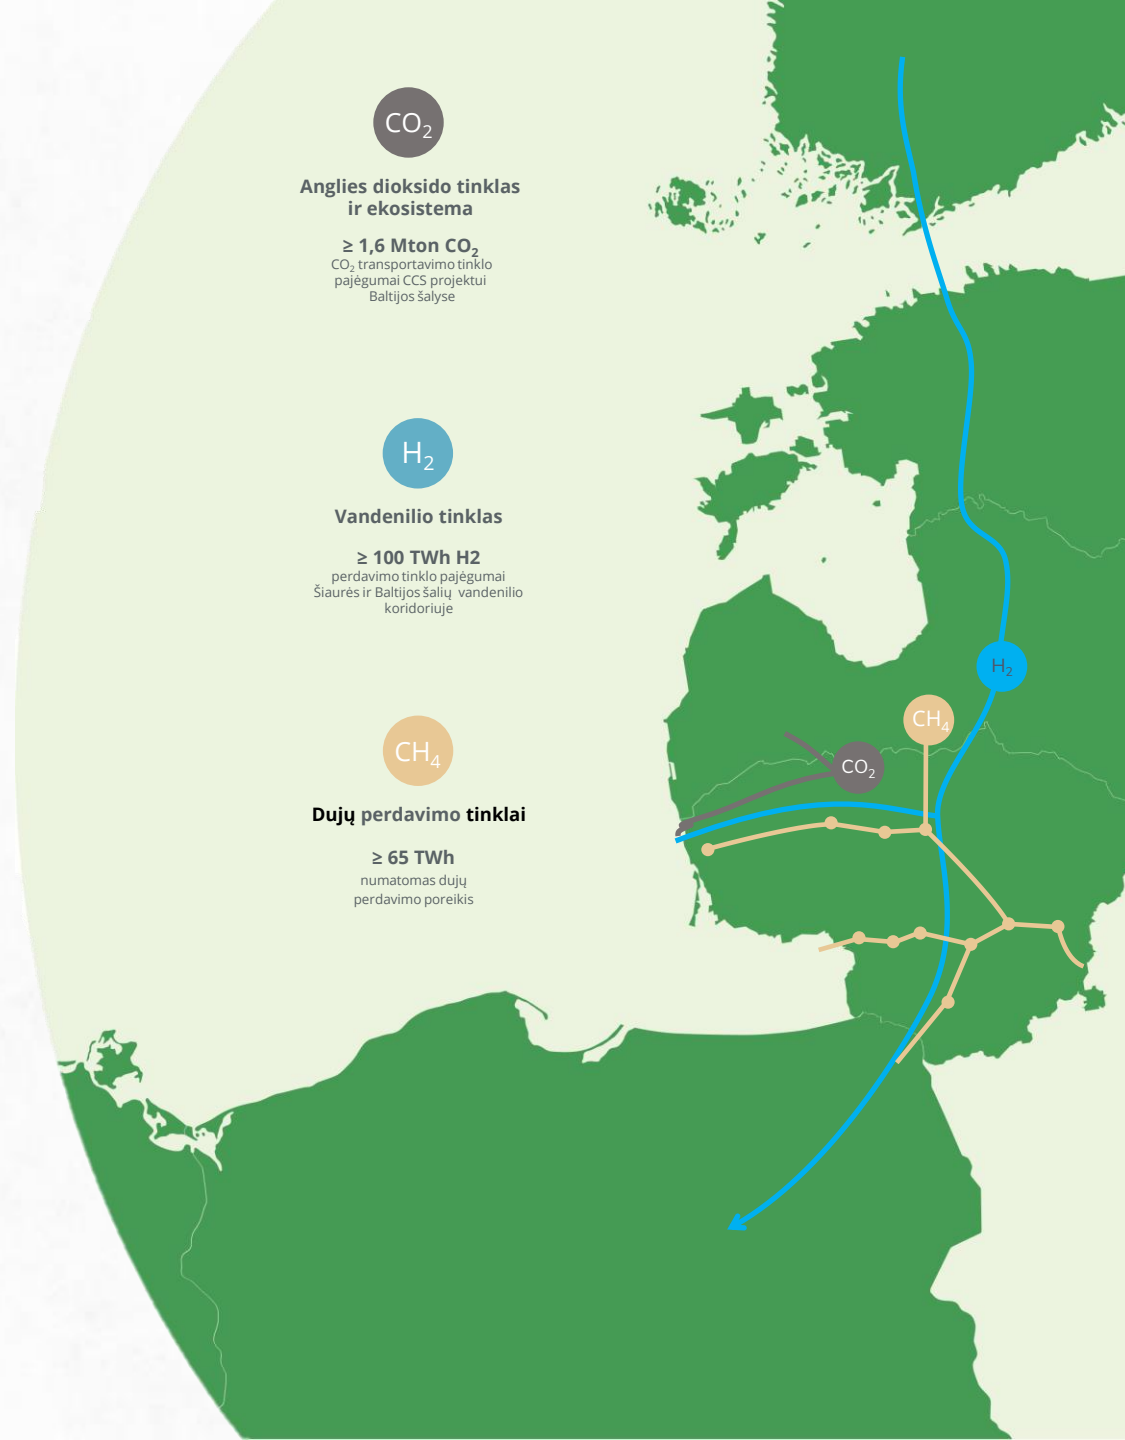 CO₂
Anglies dioksido tinklas
ir ekosistema
≥ 1,6 Mton CO₂
CO₂ transportavimo tinklo
pajėgumai CCS projektui
Baltijos šalyse
H₂
Vandenilio tinklas
≥ 100 TWh H2
perdavimo tinklo pajėgumai
Šiaurės ir Baltijos šalių vandenilio
koridoriuje
CH₄
Dujų perdavimo tinklai
≥ 65 TWh
numatomas dujų
perdavimo poreikis
H₂
CH₄
CO₂